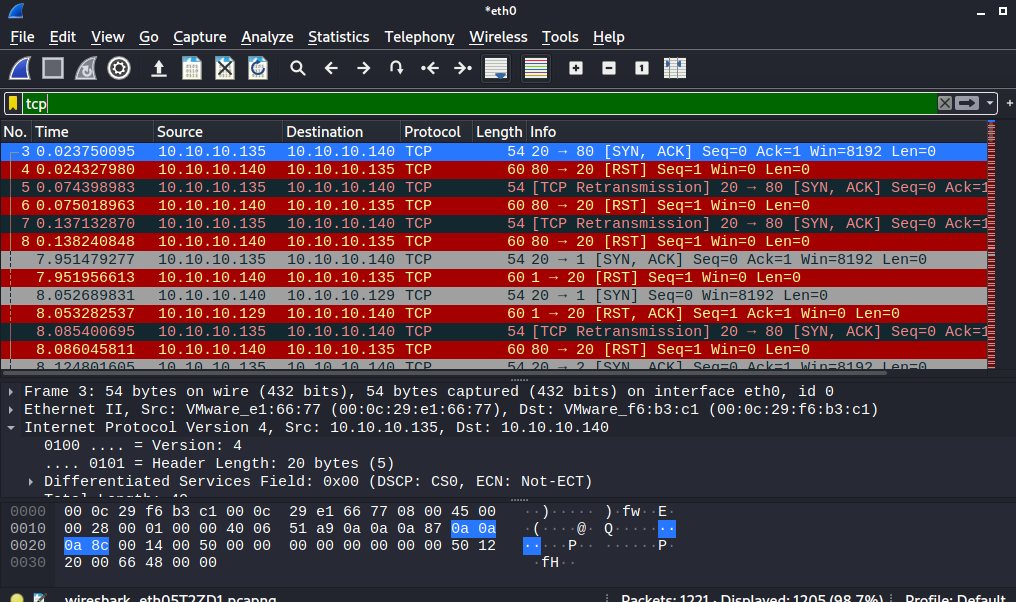 *eth0
File Edit View Go Capture Analyze Statistics Telephony Wireless Tools Help
tcp
No. Time Source Destination Protocol Length Info
3 0.023750095 10.10.10.135 10.10.10.140 TCP 54 20 → 80 [SYN, ACK] Seq=0 Ack=1 Win=8192 Len=0
4 0.024327980 10.10.10.140 10.10.10.135 TCP 60 80 → 20 [RST] Seq=1 Win=0 Len=0
5 0.074398983 10.10.10.135 10.10.10.140 TCP 54 [TCP Retransmission] 20 → 80 [SYN, ACK] Seq=0 Ack=1
6 0.075018963 10.10.10.140 10.10.10.135 TCP 60 80 → 20 [RST] Seq=1 Win=0 Len=0
7 0.137132870 10.10.10.135 10.10.10.140 TCP 54 [TCP Retransmission] 20 → 80 [SYN, ACK] Seq=0 Ack=1
8 0.138240848 10.10.10.140 10.10.10.135 TCP 60 80 → 20 [RST] Seq=1 Win=0 Len=0
7.951479277 10.10.10.135 10.10.10.140 TCP 54 20 → 1 [SYN, ACK] Seq=0 Ack=1 Win=8192 Len=0
7.951956613 10.10.10.140 10.10.10.135 TCP 60 1 → 20 [RST] Seq=1 Win=0 Len=0
8.052689831 10.10.10.140 10.10.10.129 TCP 54 20 → 1 [SYN] Seq=0 Win=8192 Len=0
8.053282537 10.10.10.129 10.10.10.140 TCP 60 1 → 20 [RST, ACK] Seq=1 Ack=1 Win=0 Len=0
8.085400695 10.10.10.135 10.10.10.140 TCP 54 [TCP Retransmission] 20 → 80 [SYN, ACK] Seq=0 Ack=1
8.086045811 10.10.10.140 10.10.10.135 TCP 60 80 → 20 [RST] Seq=1 Win=0 Len=0
8.124801605 10.10.10.135 10.10.10.140 TCP 54 20 → 2 [SYN, ACK] Seq=0 Ack=1 Win=8192 Len=0
Frame 3: 54 bytes on wire (432 bits), 54 bytes captured (432 bits) on interface eth0, id 0
Ethernet II, Src: VMware_e1:66:77 (00:0c:29:e1:66:77), Dst: VMware_f6:b3:c1 (00:0c:29:f6:b3:c1)
Internet Protocol Version 4, Src: 10.10.10.135, Dst: 10.10.10.140
0100 .... = Version: 4
.... 0101 = Header Length: 20 bytes (5)
Differentiated Services Field: 0x00 (DSCP: CS0, ECN: Not-ECT)
Total Length: 40
0000 00 0c 29 f6 b3 c1 00 0c 29 e1 66 77 08 00 45 00 ··)····· )·fw··E·
0010 00 28 00 01 00 00 40 06 51 a9 0a 0a 0a 87 0a 0a ·(····@· Q·······
0020 0a 8c 00 14 00 50 00 00 00 00 00 00 00 00 50 12 ·····P·· ······P·
0030 20 00 66 48 00 00 ·fH··
wireshark_eth05T2ZD1.pcapng Packets: 1221 · Displayed: 1205 (98.7%) Profile: Default